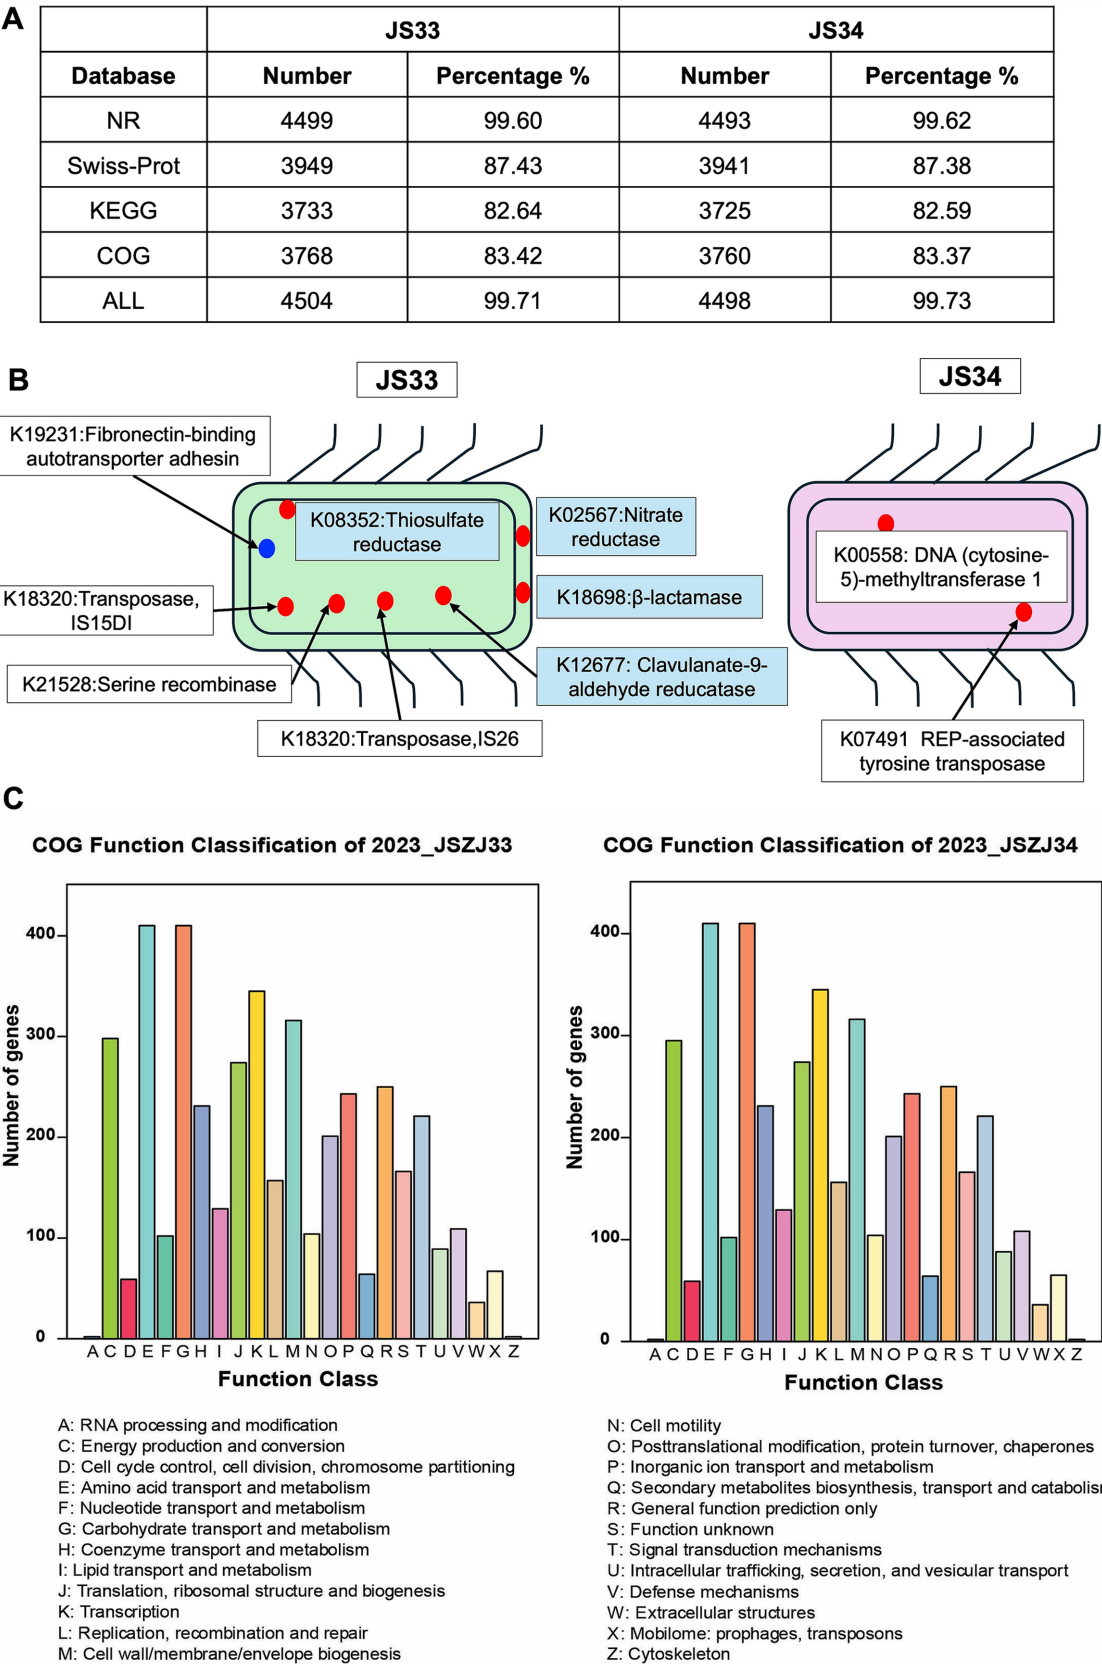 A
JS33 JS34
Database Number Percentage % Number Percentage %
NR 4499 99.60 4493 99.62
Swiss-Prot 3949 87.43 3941 87.38
KEGG 3733 82.64 3725 82.59
COG 3768 83.42 3760 83.37
ALL 4504 99.71 4498 99.73
B
JS33
JS34
K19231:Fibronectin-binding
autotransporter adhesin
K08352:Thiosulfate
reductase
K02567:Nitrate
reductase
K18320:Transposase,
IS15DI
K18698:β-lactamase
K21528:Serine recombinase
K12677: Clavulanate-9-
aldehyde reducatase
K18320:Transposase,IS26
K00558: DNA (cytosine-
5)-methyltransferase 1
K07491 REP-associated
tyrosine transposase
C
COG Function Classification of 2023_JSZJ33
Number of genes
400
300
200
100
0
A C D E F G H I J K L M N O P Q R S T U V W X Z
Function Class
COG Function Classification of 2023_JSZJ34
Number of genes
400
300
200
100
0
A C D E F G H I J K L M N O P Q R S T U V W X Z
Function Class
A: RNA processing and modification
C: Energy production and conversion
D: Cell cycle control, cell division, chromosome partitioning
E: Amino acid transport and metabolism
F: Nucleotide transport and metabolism
G: Carbohydrate transport and metabolism
H: Coenzyme transport and metabolism
I: Lipid transport and metabolism
J: Translation, ribosomal structure and biogenesis
K: Transcription
L: Replication, recombination and repair
M: Cell wall/membrane/envelope biogenesis
N: Cell motility
O: Posttranslational modification, protein turnover, chaperones
P: Inorganic ion transport and metabolism
Q: Secondary metabolites biosynthesis, transport and catabolis
R: General function prediction only
S: Function unknown
T: Signal transduction mechanisms
U: Intracellular trafficking, secretion, and vesicular transport
V: Defense mechanisms
W: Extracellular structures
X: Mobilome: prophages, transposons
Z: Cytoskeleton